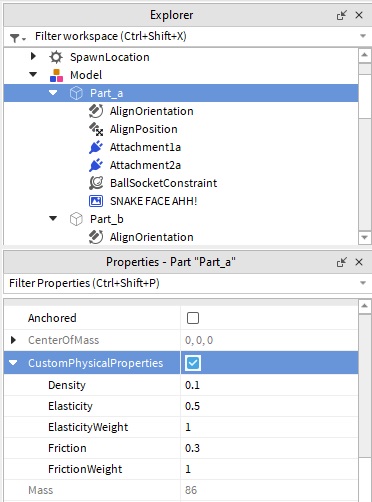 Explorer
Filter workspace (Ctrl+Shift+X)
SpawnLocation
Model
Part_a
AlignOrientation
AlignPosition
Attachment1a
Attachment2a
BallSocketConstraint
SNAKE FACE AHH!
Part_b
AlignOrientation
Properties - Part "Part_a"
Filter Properties (Ctrl+Shift+P)
Anchored
CenterOfMass 0, 0, 0
CustomPhysicalProperties
Density 0.1
Elasticity 0.5
ElasticityWeight 1
Friction 0.3
FrictionWeight 1
Mass 86